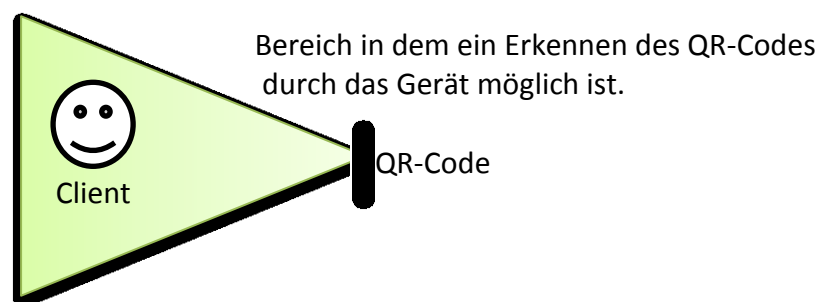 Bereich in dem ein Erkennen des QR-Codes
durch das Gerät möglich ist.
QR-Code
Client